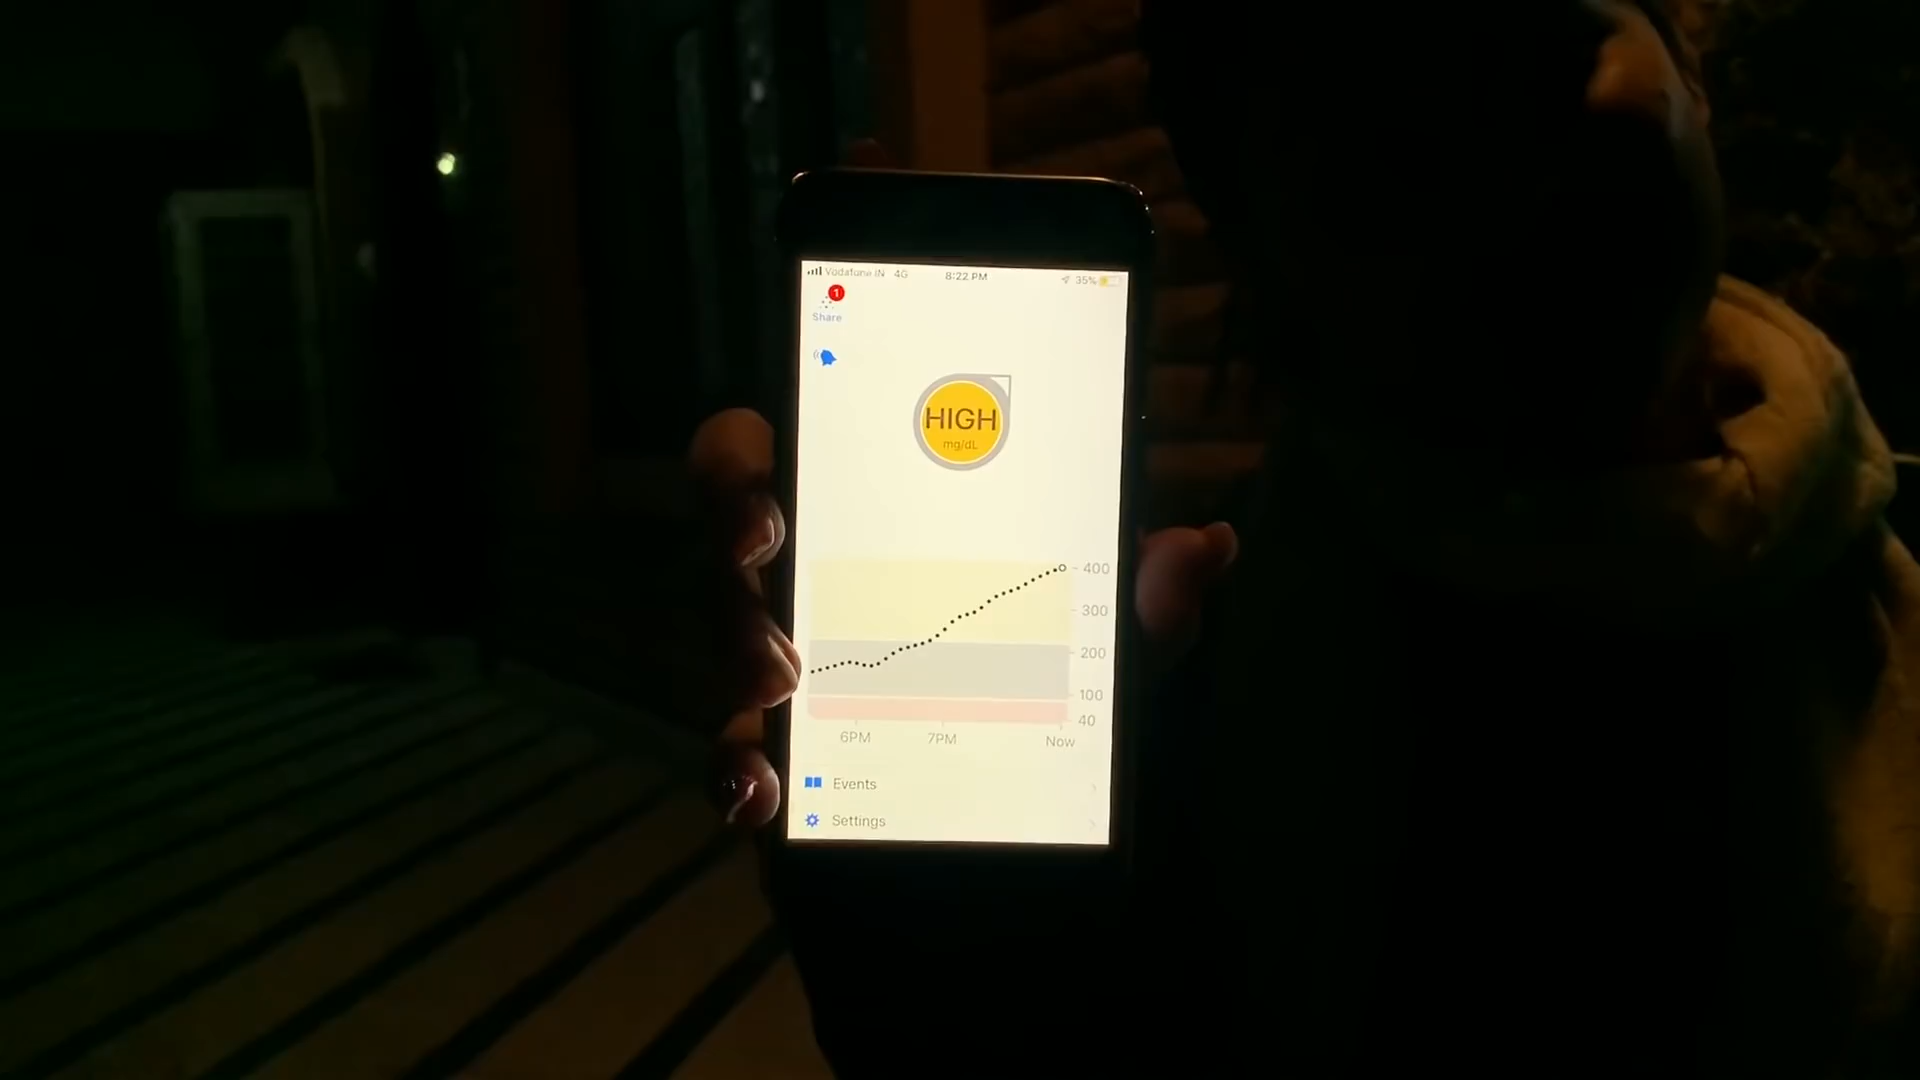 Vodafone IN 4G 8:22 PM 35%
1
Share
HIGH
mg/dL
400
300
200
100
40
6PM 7PM Now
Events
Settings